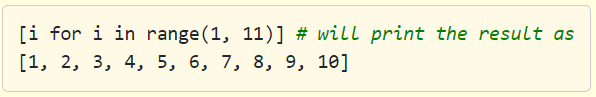 [i for i in range(1, 11)] # will print the result as
[1, 2, 3, 4, 5, 6, 7, 8, 9, 10]